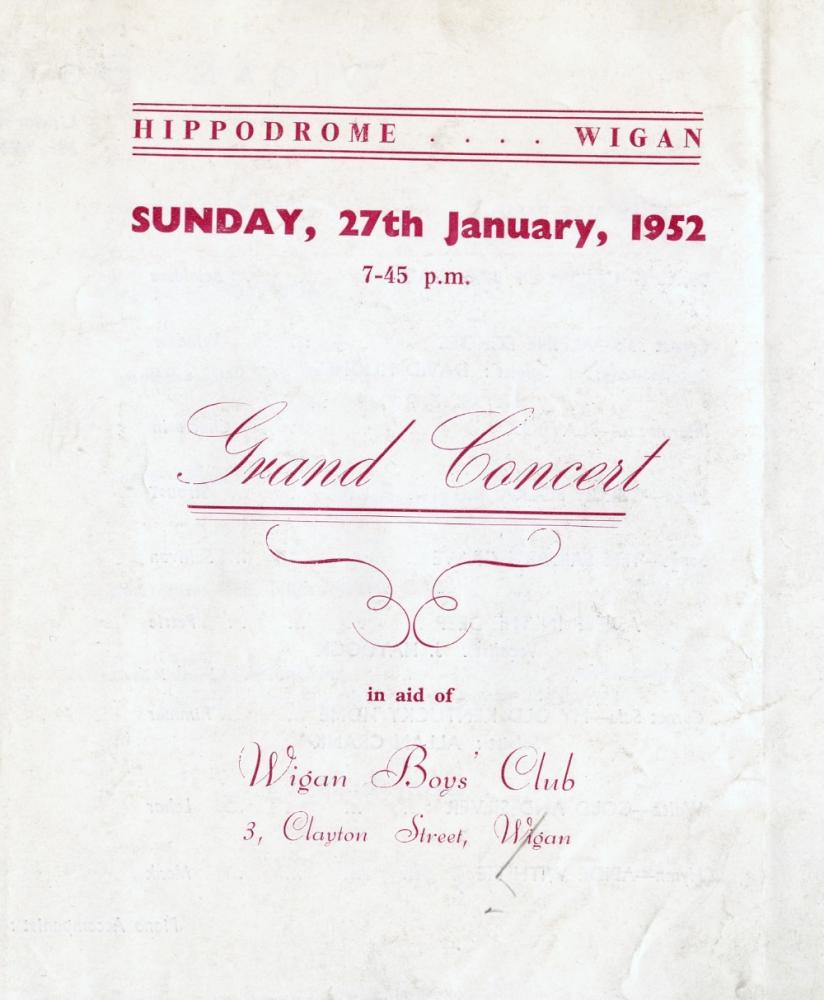 HIPPODROME . . . . WIGAN
SUNDAY, 27th January, 1952
7-45 p.m.
Grand Concert
in aid of
Wigan Boys' Club
3, Clayton Street, Wigan